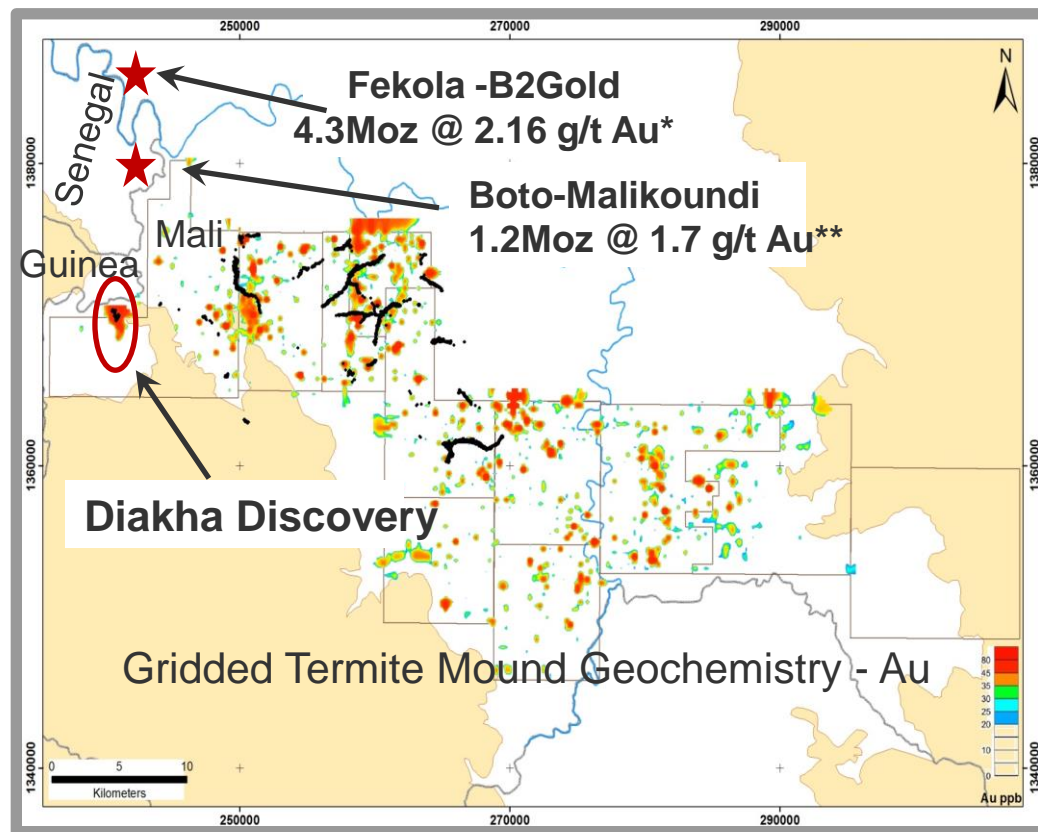 250000 270000 290000
N
Fekola -B2Gold
4.3Moz @ 2.16 g/t Au*
Senegal
1380000 1380000
Boto-Malikoundi
1.2Moz @ 1.7 g/t Au**
Mali
Guinea
1360000 1360000
Diakha Discovery
Gridded Termite Mound Geochemistry - Au
80
45
35
30
25
20
10
0
Au ppb
0 5 10
Kilometers
1340000 1340000
250000 270000 290000